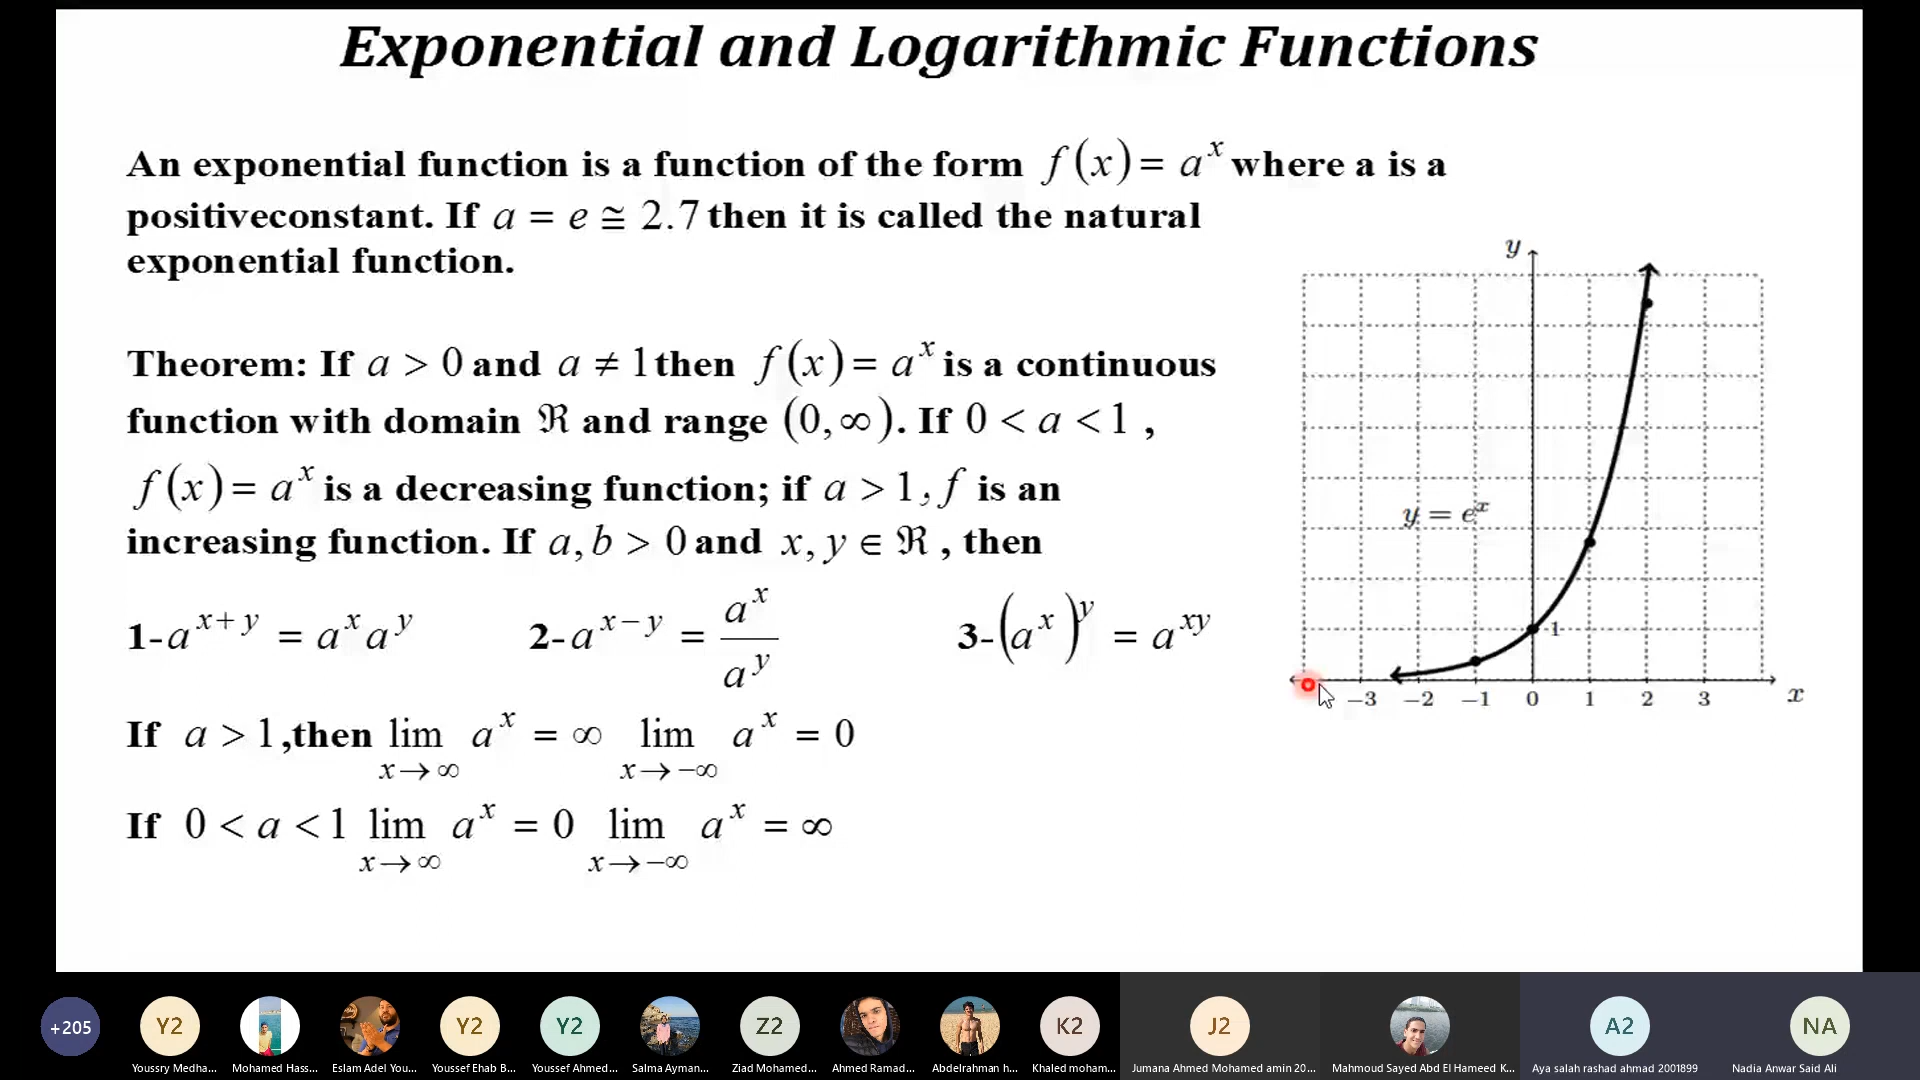 Exponential and Logarithmic Functions
An exponential function is a function of the form f(x) = a^x where a is a
positiveconstant. If a = e ≅ 2.7 then it is called the natural
exponential function.
Theorem: If a > 0 and a ≠ 1 then f(x) = a^x is a continuous
function with domain ℜ and range (0, ∞). If 0 < a < 1 ,
f(x) = a^x is a decreasing function; if a > 1, f is an
increasing function. If a, b > 0 and x, y ∈ ℜ , then
1- a^{x+y} = a^x a^y 2- a^{x−y} = a^x / a^y 3- (a^x)^y = a^{xy}
If a > 1 ,then lim x→∞ a^x = ∞ lim x→−∞ a^x = 0
If 0 < a < 1 lim x→∞ a^x = 0 lim x→−∞ a^x = ∞
y
y = e^x
1
−3 −2 −1 0 1 2 3 x
+205 Y2 Y2 Y2 Z2 K2 J2 A2 NA
Youssry Medha... Mohamed Hass... Eslam Adel You... Youssef Ehab B... Youssef Ahmed... Salma Ayman... Ziad Mohamed... Ahmed Ramad... Abdelrahman h... Khaled moham... Jumana Ahmed Mohamed amin 20... Mahmoud Sayed Abd El Hameed K... Aya salah rashad ahmad 2001899 Nadia Anwar Said Ali